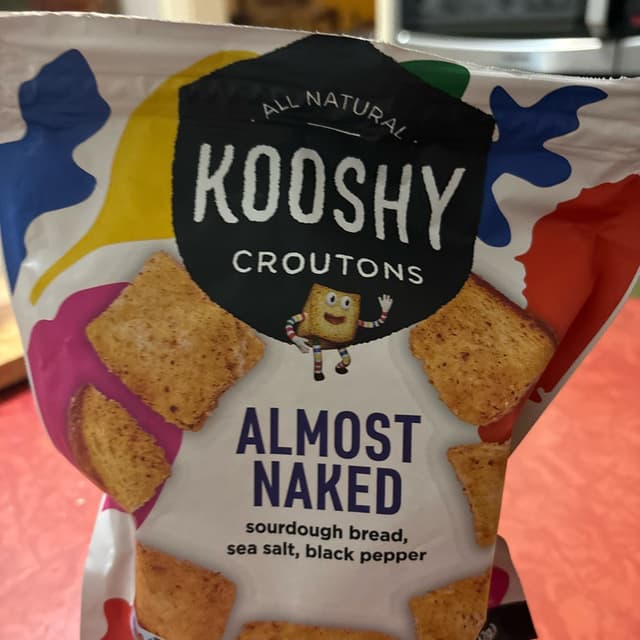 ALL NATURAL
KOOSHY
CROUTONS
ALMOST
NAKED
sourdough bread,
sea salt, black pepper